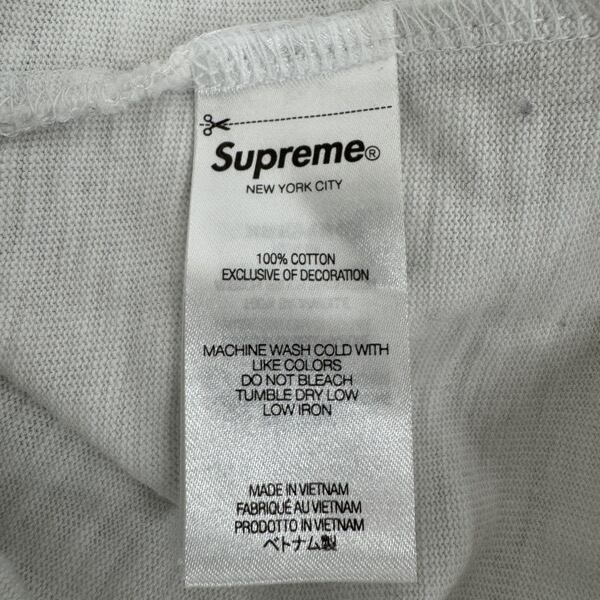 Supreme®
NEW YORK CITY
100% COTTON
EXCLUSIVE OF DECORATION
MACHINE WASH COLD WITH
LIKE COLORS
DO NOT BLEACH
TUMBLE DRY LOW
LOW IRON
MADE IN VIETNAM
FABRIQUÉ AU VIETNAM
PRODOTTO IN VIETNAM
ベトナム製